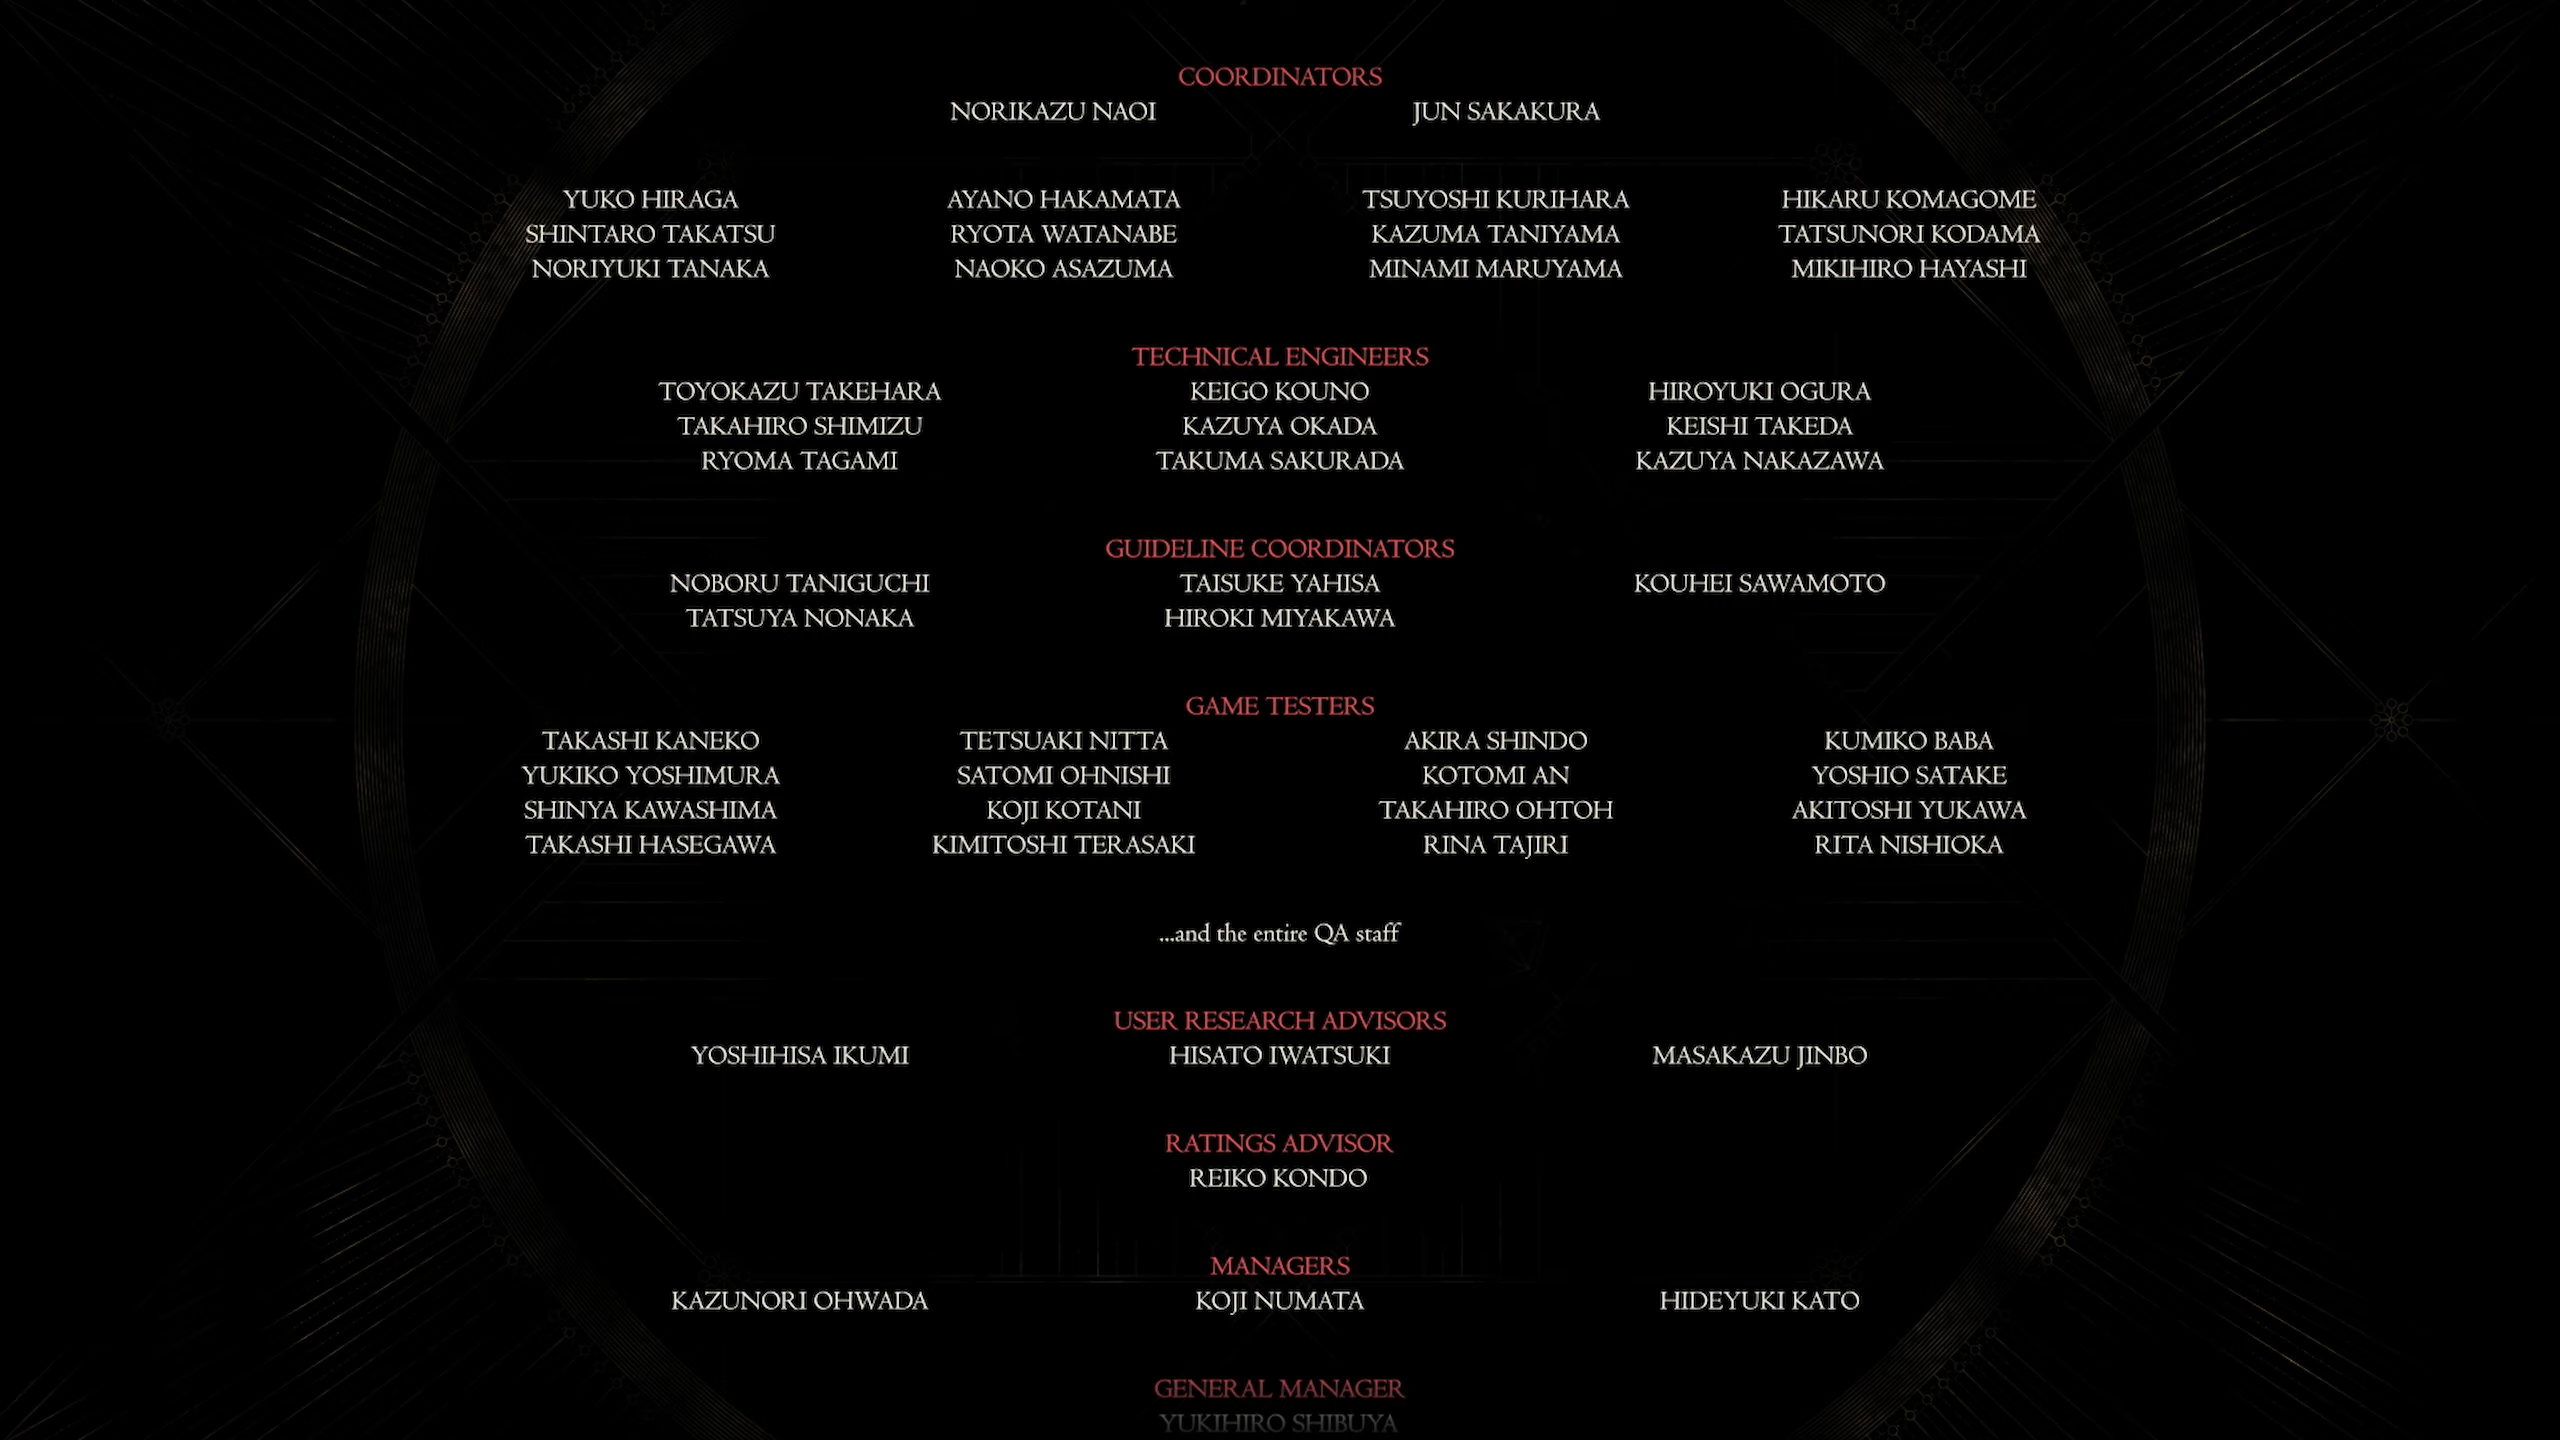 COORDINATORS
NORIKAZU NAOI JUN SAKAKURA
YUKO HIRAGA AYANO HAKAMATA TSUYOSHI KURIHARA HIKARU KOMAGOME
SHINTARO TAKATSU RYOTA WATANABE KAZUMA TANIYAMA TATSUNORI KODAMA
NORIYUKI TANAKA NAOKO ASAZUMA MINAMI MARUYAMA MIKIHIRO HAYASHI
TECHNICAL ENGINEERS
TOYOKAZU TAKEHARA KEIGO KOUNO HIROYUKI OGURA
TAKAHIRO SHIMIZU KAZUYA OKADA KEISHI TAKEDA
RYOMA TAGAMI TAKUMA SAKURADA KAZUYA NAKAZAWA
GUIDELINE COORDINATORS
NOBORU TANIGUCHI TAISUKE YAHISA KOUHEI SAWAMOTO
TATSUYA NONAKA HIROKI MIYAKAWA
GAME TESTERS
TAKASHI KANEKO TETSUAKI NITTA AKIRA SHINDO KUMIKO BABA
YUKIKO YOSHIMURA SATOMI OHNISHI KOTOMI AN YOSHIO SATAKE
SHINYA KAWASHIMA KOJI KOTANI TAKAHIRO OHTOH AKITOSHI YUKAWA
TAKASHI HASEGAWA KIMITOSHI TERASAKI RINA TAJIRI RITA NISHIOKA
...and the entire QA staff
USER RESEARCH ADVISORS
YOSHIHISA IKUMI HISATO IWATSUKI MASAKAZU JINBO
RATINGS ADVISOR
REIKO KONDO
MANAGERS
KAZUNORI OHWADA KOJI NUMATA HIDEYUKI KATO
GENERAL MANAGER
YUKIHIRO SHIBUYA